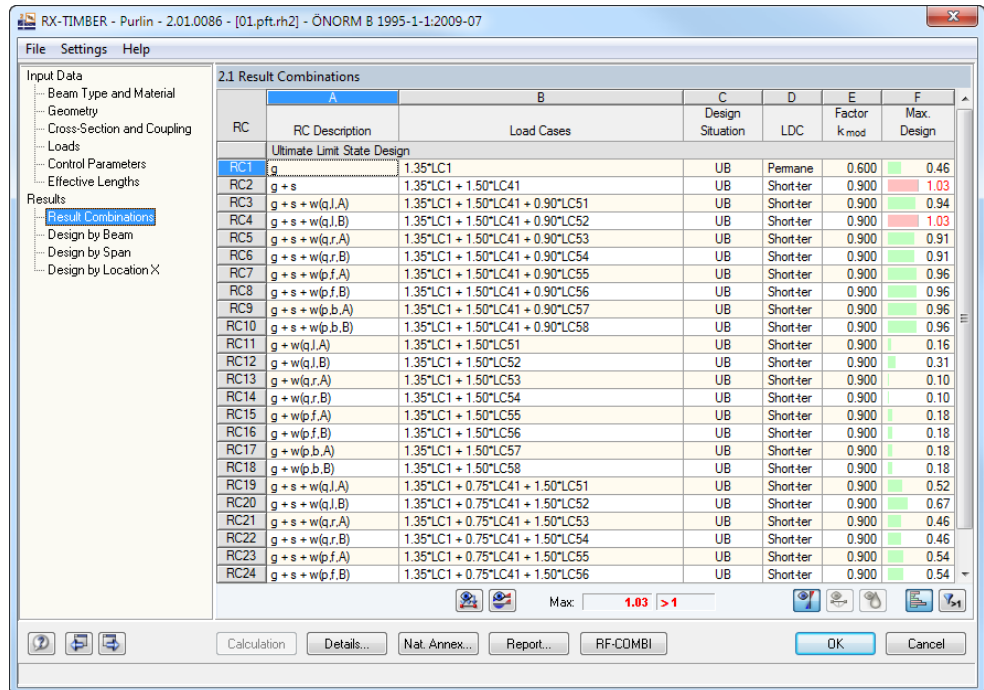 RX-TIMBER - Purlin - 2.01.0086 - [01.pft.rh2] - ÖNORM B 1995-1-1:2009-07
File Settings Help
Input Data
Beam Type and Material
Geometry
Cross-Section and Coupling
Loads
Control Parameters
Effective Lengths
Results
Result Combinations
Design by Beam
Design by Span
Design by Location X
2.1 Result Combinations
A B C D E F
Design Factor Max.
RC RC Description Load Cases Situation LDC k mod Design
Ultimate Limit State Design
RC1 g 1.35*LC1 UB Permane 0.600 0.46
RC2 g + s 1.35*LC1 + 1.50*LC41 UB Short-ter 0.900 1.03
RC3 g + s + w(q,l,A) 1.35*LC1 + 1.50*LC41 + 0.90*LC51 UB Short-ter 0.900 0.94
RC4 g + s + w(q,l,B) 1.35*LC1 + 1.50*LC41 + 0.90*LC52 UB Short-ter 0.900 1.03
RC5 g + s + w(q,r,A) 1.35*LC1 + 1.50*LC41 + 0.90*LC53 UB Short-ter 0.900 0.91
RC6 g + s + w(q,r,B) 1.35*LC1 + 1.50*LC41 + 0.90*LC54 UB Short-ter 0.900 0.91
RC7 g + s + w(p,f,A) 1.35*LC1 + 1.50*LC41 + 0.90*LC55 UB Short-ter 0.900 0.96
RC8 g + s + w(p,f,B) 1.35*LC1 + 1.50*LC41 + 0.90*LC56 UB Short-ter 0.900 0.96
RC9 g + s + w(p,b,A) 1.35*LC1 + 1.50*LC41 + 0.90*LC57 UB Short-ter 0.900 0.96
RC10 g + s + w(p,b,B) 1.35*LC1 + 1.50*LC41 + 0.90*LC58 UB Short-ter 0.900 0.96
RC11 g + w(q,l,A) 1.35*LC1 + 1.50*LC51 UB Short-ter 0.900 0.16
RC12 g + w(q,l,B) 1.35*LC1 + 1.50*LC52 UB Short-ter 0.900 0.31
RC13 g + w(q,r,A) 1.35*LC1 + 1.50*LC53 UB Short-ter 0.900 0.10
RC14 g + w(q,r,B) 1.35*LC1 + 1.50*LC54 UB Short-ter 0.900 0.10
RC15 g + w(p,f,A) 1.35*LC1 + 1.50*LC55 UB Short-ter 0.900 0.18
RC16 g + w(p,f,B) 1.35*LC1 + 1.50*LC56 UB Short-ter 0.900 0.18
RC17 g + w(p,b,A) 1.35*LC1 + 1.50*LC57 UB Short-ter 0.900 0.18
RC18 g + w(p,b,B) 1.35*LC1 + 1.50*LC58 UB Short-ter 0.900 0.18
RC19 g + s + w(q,l,A) 1.35*LC1 + 0.75*LC41 + 1.50*LC51 UB Short-ter 0.900 0.52
RC20 g + s + w(q,l,B) 1.35*LC1 + 0.75*LC41 + 1.50*LC52 UB Short-ter 0.900 0.67
RC21 g + s + w(q,r,A) 1.35*LC1 + 0.75*LC41 + 1.50*LC53 UB Short-ter 0.900 0.46
RC22 g + s + w(q,r,B) 1.35*LC1 + 0.75*LC41 + 1.50*LC54 UB Short-ter 0.900 0.46
RC23 g + s + w(p,f,A) 1.35*LC1 + 0.75*LC41 + 1.50*LC55 UB Short-ter 0.900 0.54
RC24 g + s + w(p,f,B) 1.35*LC1 + 0.75*LC41 + 1.50*LC56 UB Short-ter 0.900 0.54
Max: 1.03 >1 >1
Calculation Details... Nat. Annex... Report... RF-COMBI OK Cancel